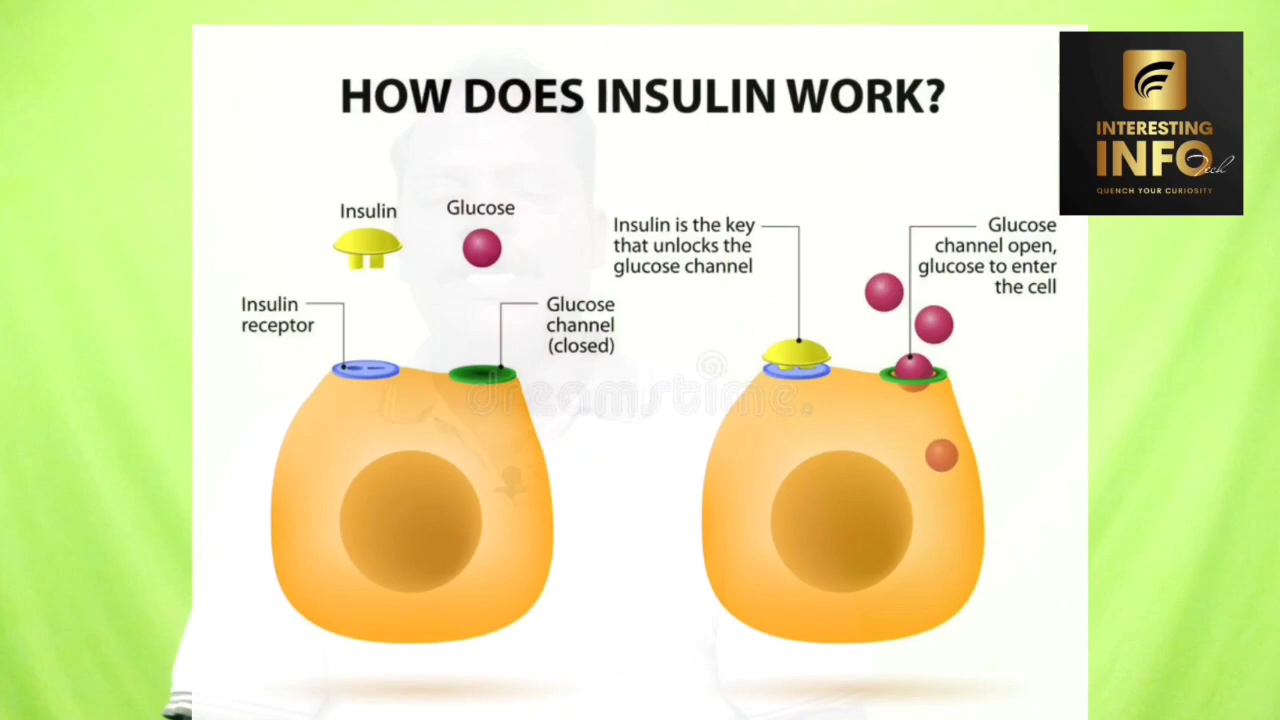 HOW DOES INSULIN WORK?
INTERESTING
INFO
Tech
QUENCH YOUR CURIOSITY
Insulin
Glucose
Insulin
receptor
Glucose
channel
(closed)
Insulin is the key
that unlocks the
glucose channel
Glucose
channel open,
glucose to enter
the cell
dreamstime.